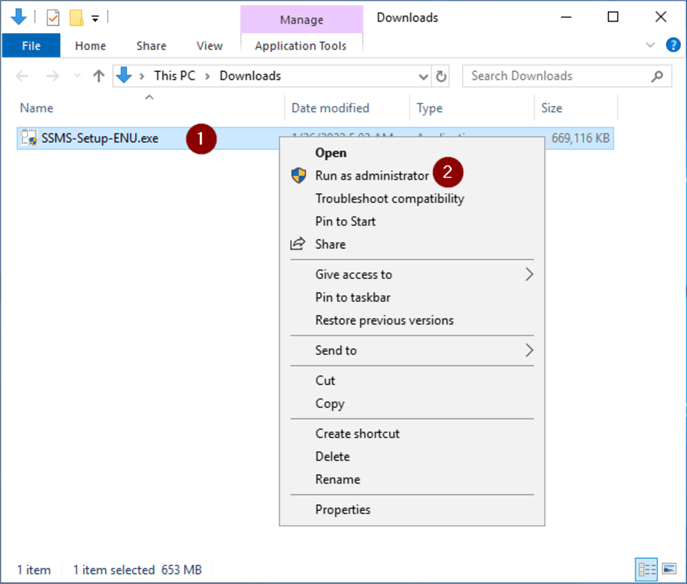 Manage
Downloads
File
Home
Share
View
Application Tools
This PC
Downloads
Search Downloads
Name
Date modified
Type
Size
SSMS-Setup-ENU.exe
1
669,116 KB
Open
Run as administrator
2
Troubleshoot compatibility
Pin to Start
Share
Give access to
Pin to taskbar
Restore previous versions
Send to
Cut
Copy
Create shortcut
Delete
Rename
Properties
1 item
1 item selected 653 MB